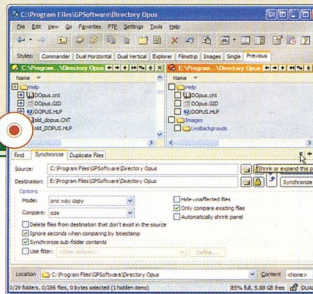 C:\Program Files\GPSoftware\Directory Opus
File Edit View Go Favorites FTP Settings Tools Help
Styles: Commander Dual Horizontal Dual Vertical Explorer Filmstrip Images Single Previous
C:\Program...\Directory Opus C:\Program...\Directory Opus
Name Name
Help Help
DOpus.cnt DOpus.cnt
DOpus.GID DOpus.GID
DOPUS.HLP DOPUS.HLP
old_dopus.CNT Images
old_DOPUS.HLP LeoBackgrouds
Find Synchronize Duplicate Files
Source: C:\Program Files\GPSoftware\Directory Opus Shrink or expend this p
Destination: E:\Program Files\GPSoftware\Directory Opus Synchronize
Options
Mode: one way copy Hide unaffected files
Compare: size Only compare existing files
Automatically shrink panel
Delete files from destination that don't exist in the source
Ignore seconds when comparing by timestamp
Synchronize sub-folder contents
Use filter: Define...
Location C:\Program Files\GPSoftware\Directory Opus Content <None>
0/29 folders, 0/286 files, 0 bytes selected (1 hidden items) 85% full, 5.88 GB free DUAL